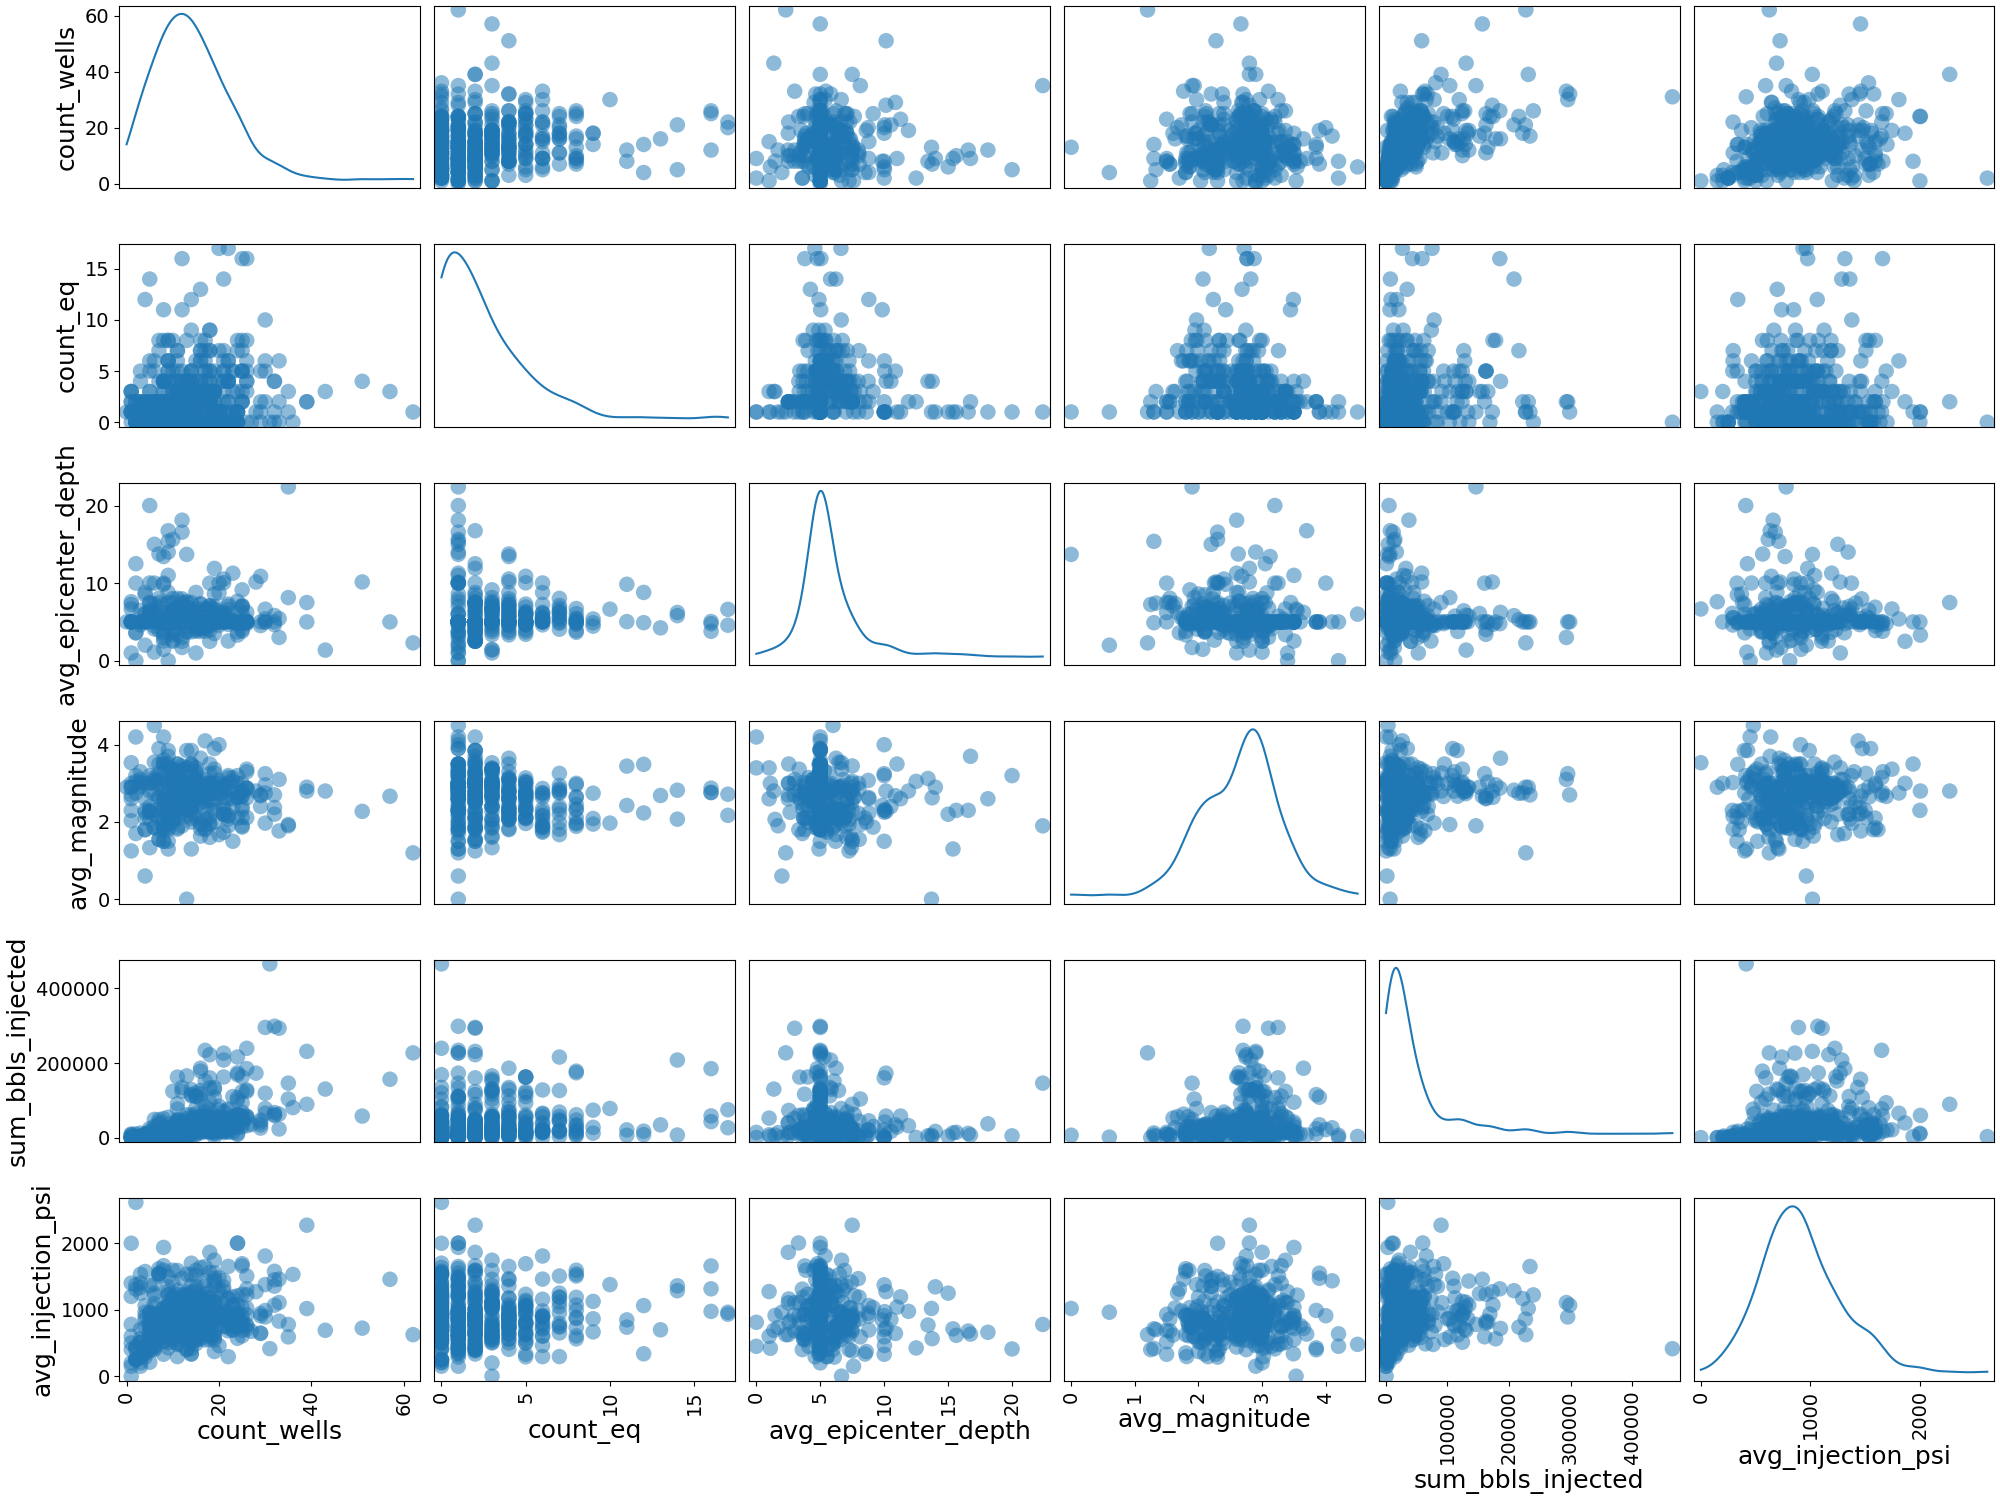 count_wells
60
40
20
0
count_eq
15
10
5
0
avg_epicenter_depth
20
10
0
avg_magnitude
4
2
0
sum_bbls_injected
400000
200000
0
avg_injection_psi
2000
1000
0
0 20 40 60
count_wells
0 5 10 15
count_eq
0 5 10 15 20
avg_epicenter_depth
0 1 2 3 4
avg_magnitude
0 100000 200000 300000 400000
sum_bbls_injected
0 1000 2000
avg_injection_psi